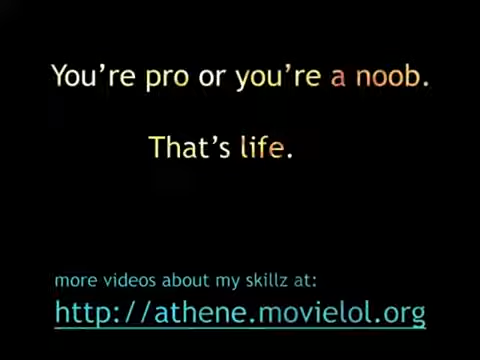 You're pro or you're a noob.
That's life.
more videos about my skillz at:
http://athene.movielol.org